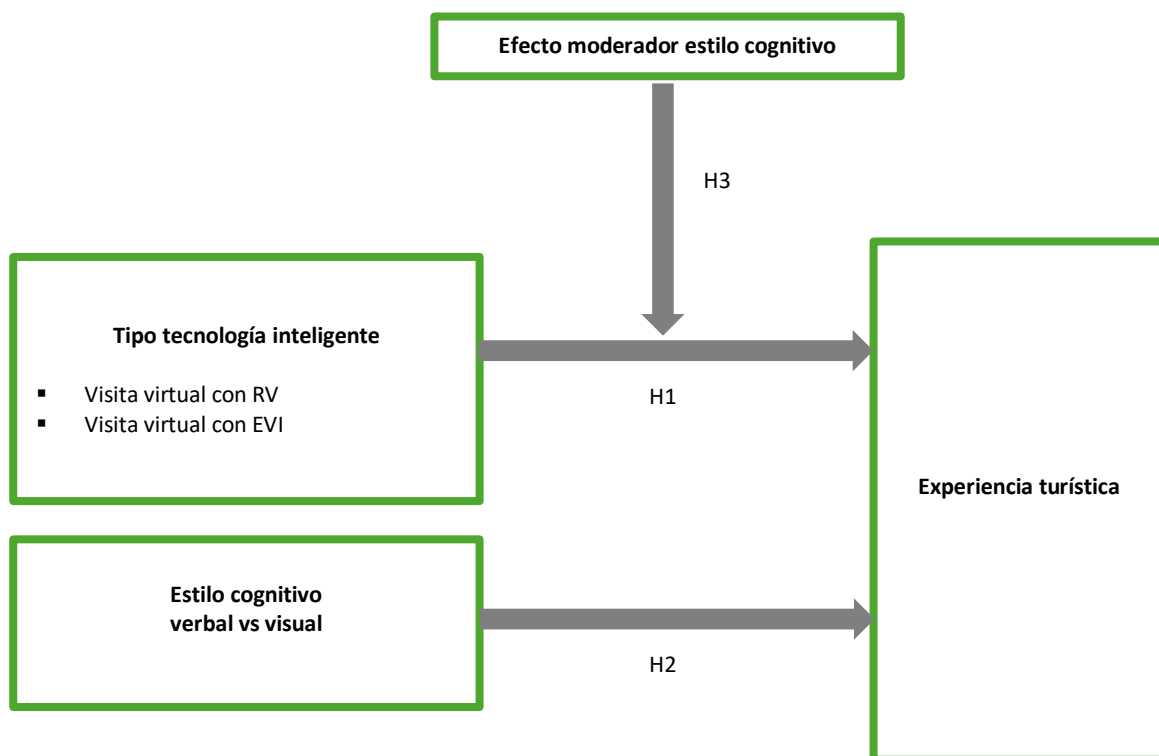 Efecto moderador estilo cognitivo
H3
Tipo tecnología inteligente
▪ Visita virtual con RV
▪ Visita virtual con EVI
H1
Experiencia turística
Estilo cognitivo
verbal vs visual
H2